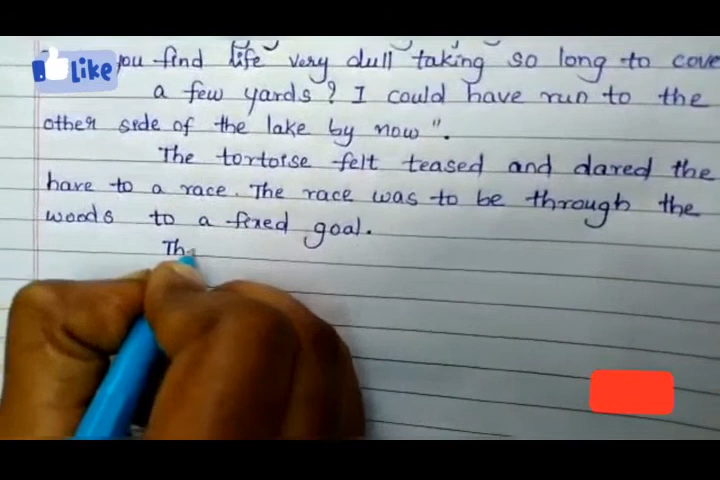 Like
you find life very dull taking so long to cove
a few yards? I could have run to the
other side of the lake by now".
The tortoise felt teased and dared the
hare to a race. The race was to be through the
woods to a fixed goal.
Th